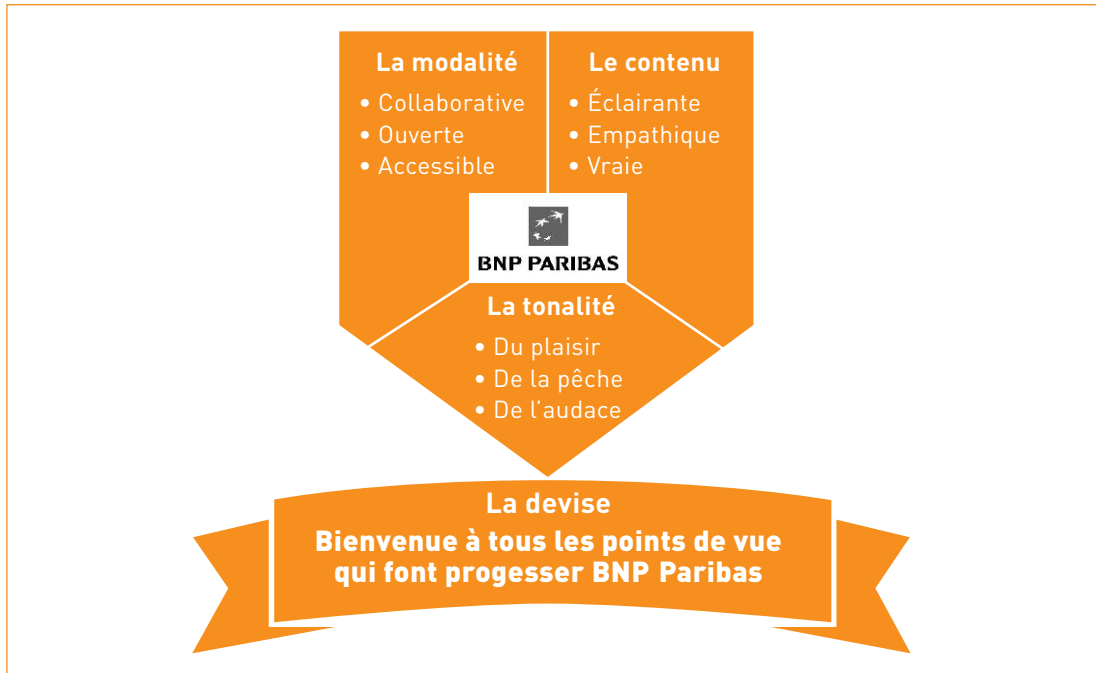 La modalité
• Collaborative
• Ouverte
• Accessible
Le contenu
• Éclairante
• Empathique
• Vraie
BNP PARIBAS
La tonalité
• Du plaisir
• De la pêche
• De l'audace
La devise
Bienvenue à tous les points de vue
qui font progesser BNP Paribas